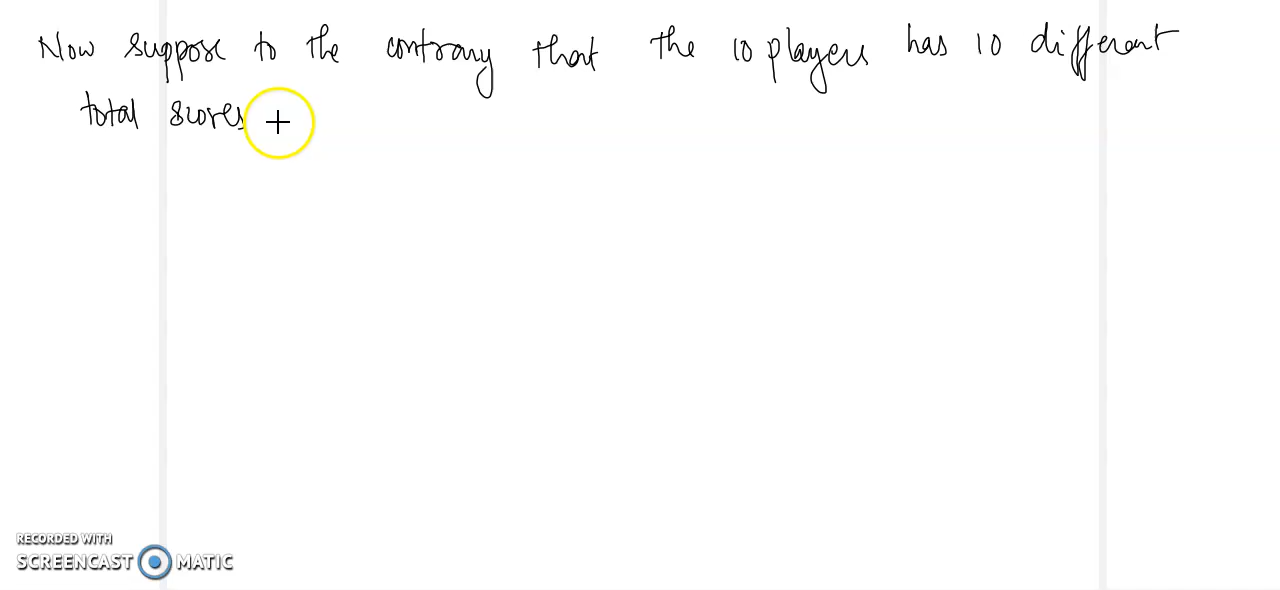 Now suppose to the contrary that the 10 players has 10 different
total scores
RECORDED WITH
SCREENCAST MATIC